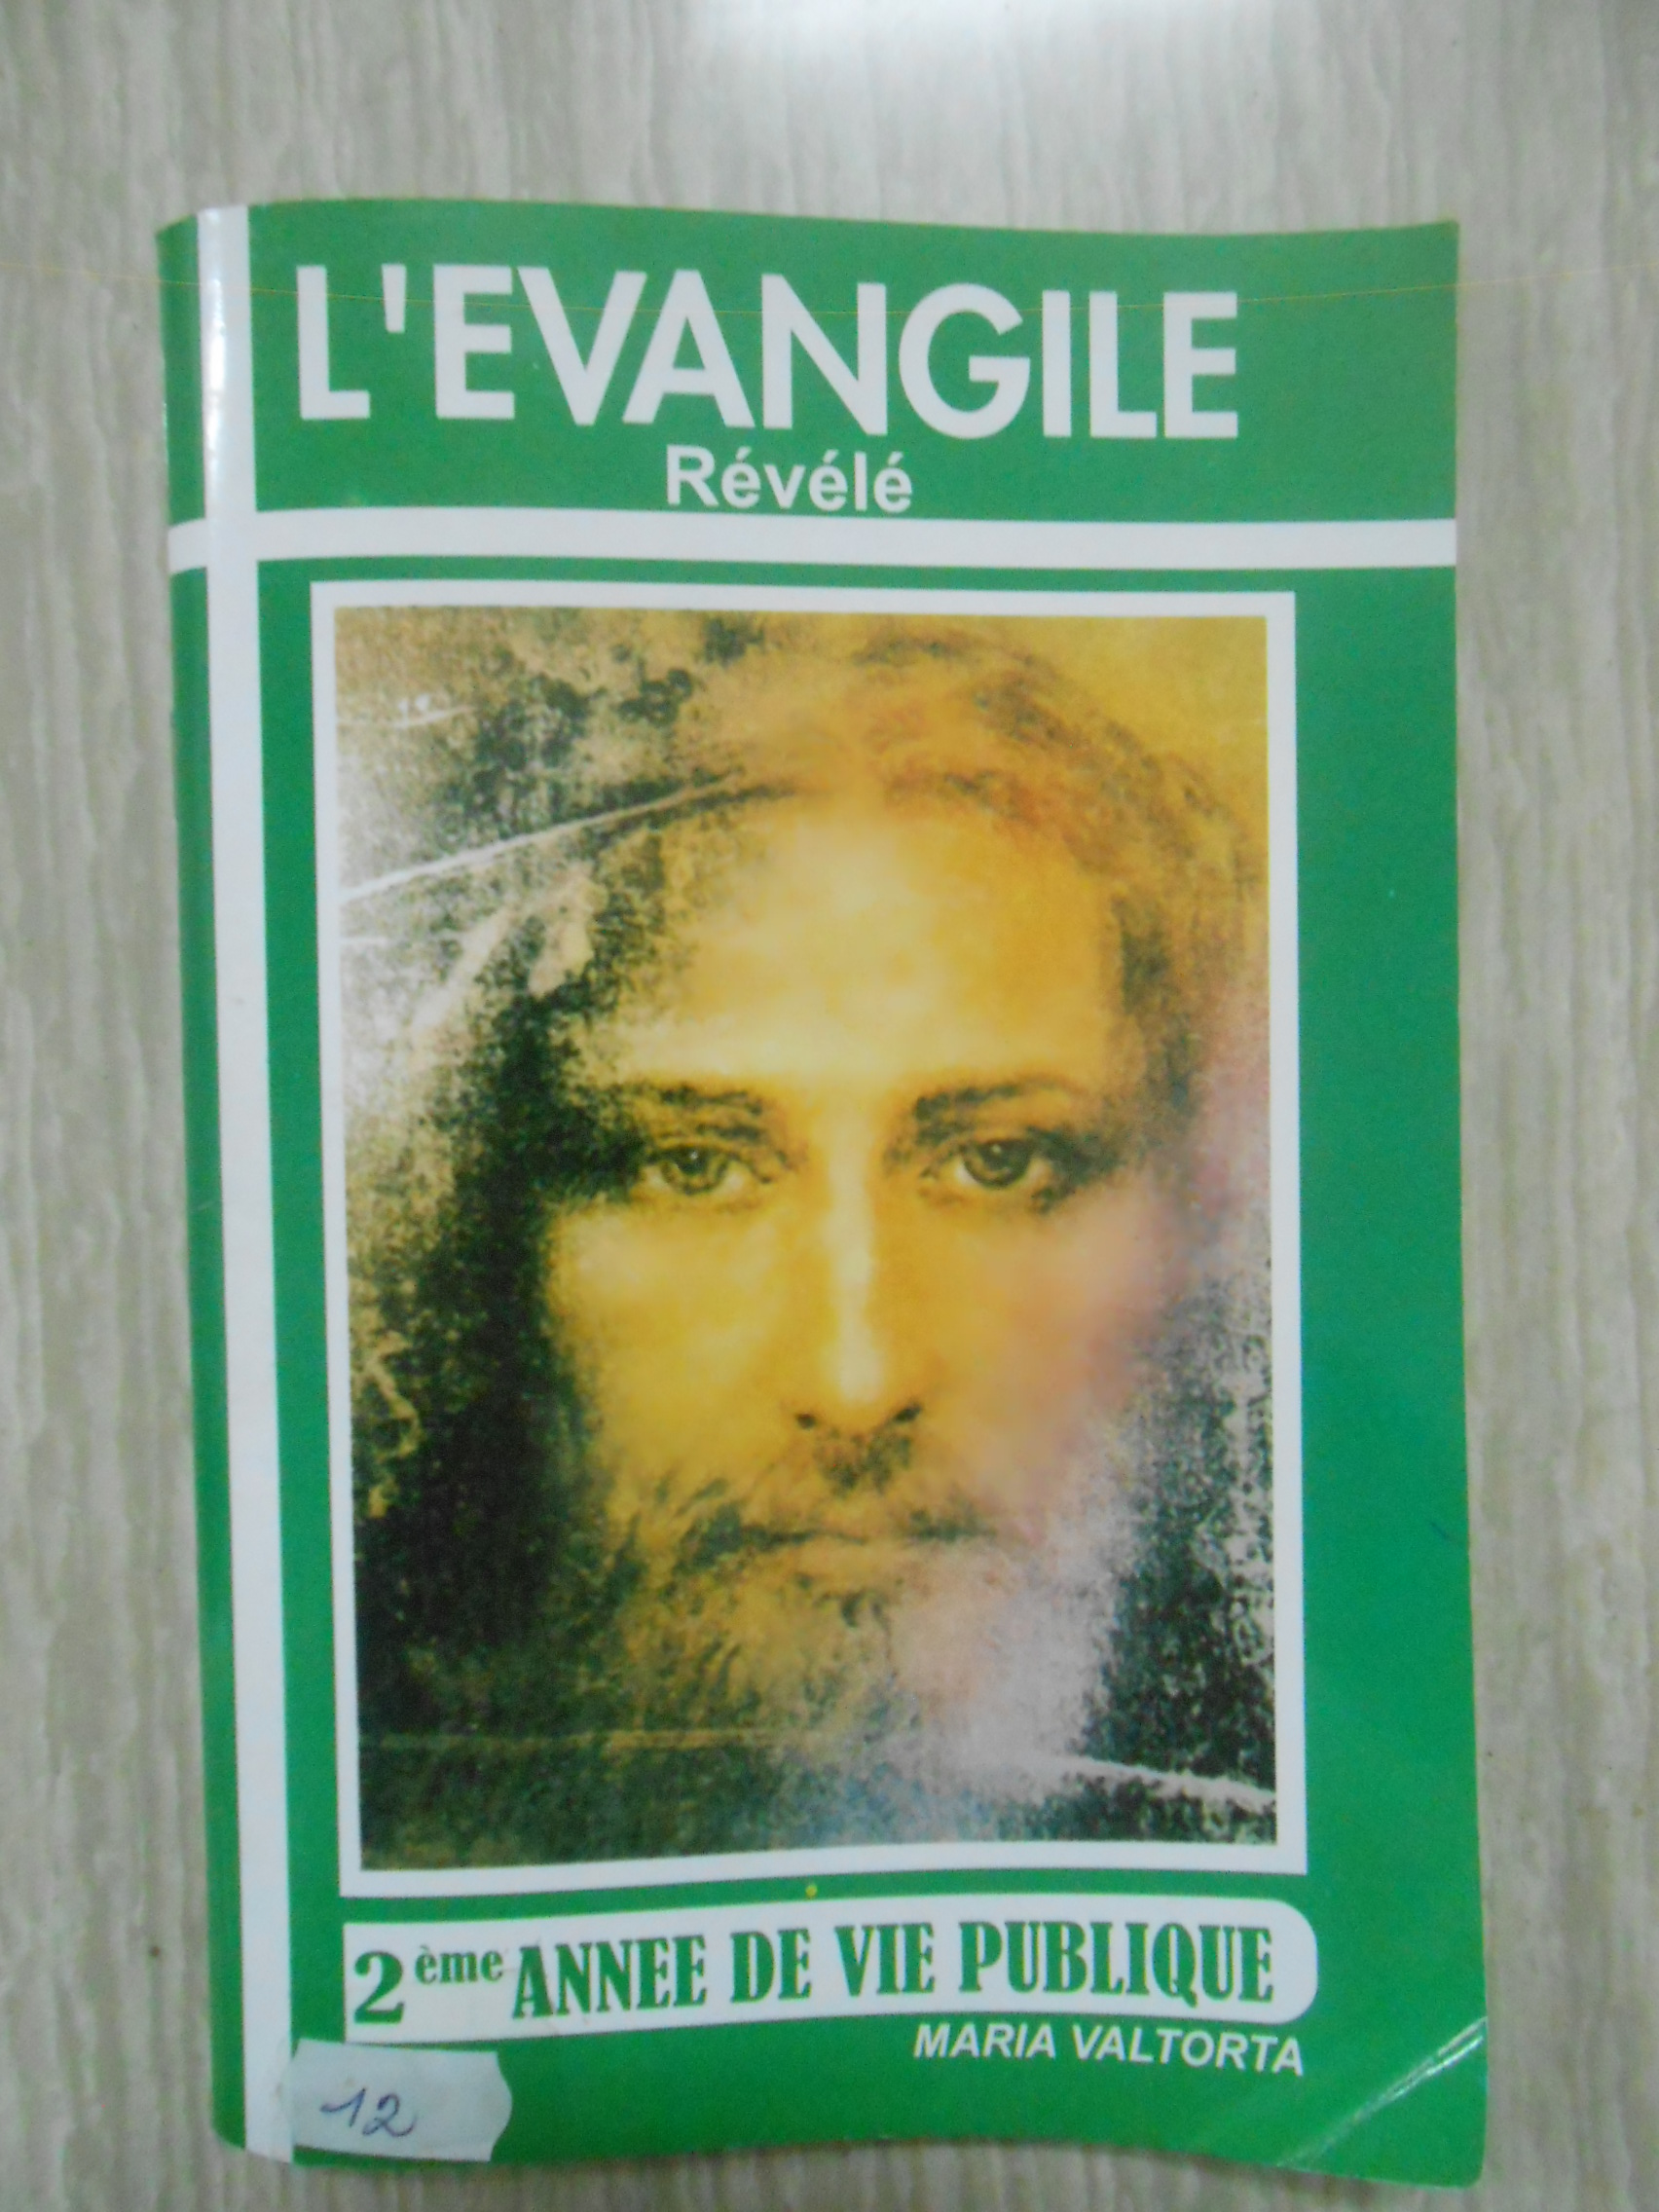 L'EVANGILE
Révélé
2ème ANNEE DE VIE PUBLIQUE
MARIA VALTORTA
12